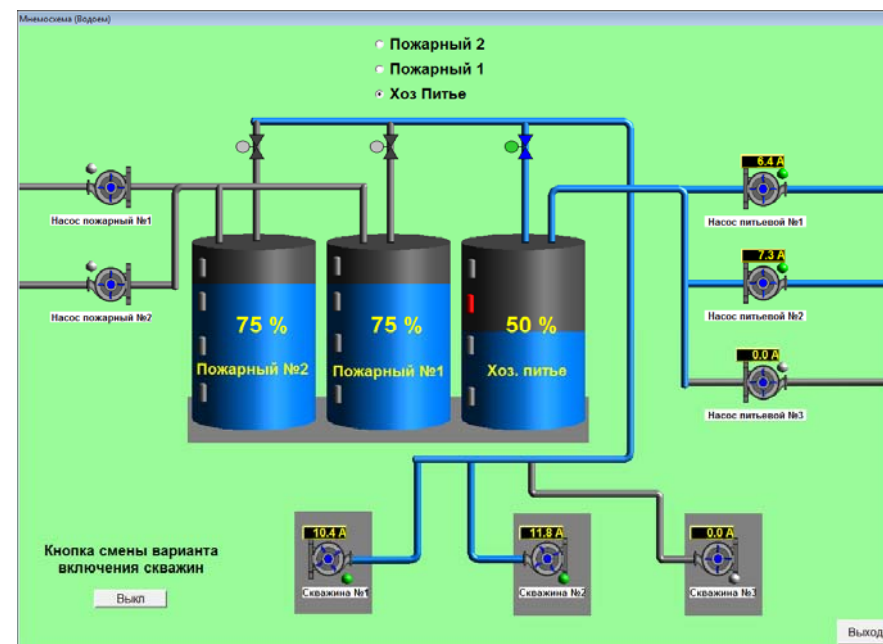 Мнемосхема (Водоем)
Пожарный 2
Пожарный 1
Хоз Питье
6.4 A
Насос пожарный №1
Насос питьевой №1
7.3 A
Насос пожарный №2
Насос питьевой №2
75 %
75 %
50 %
0.0 A
Пожарный №2
Пожарный №1
Хоз. питье
Насос питьевой №3
10.4 A
11.8 A
0.0 A
Кнопка смены варианта
включения скважин
Скважина №1
Скважина №2
Скважина №3
Выкл
Выход